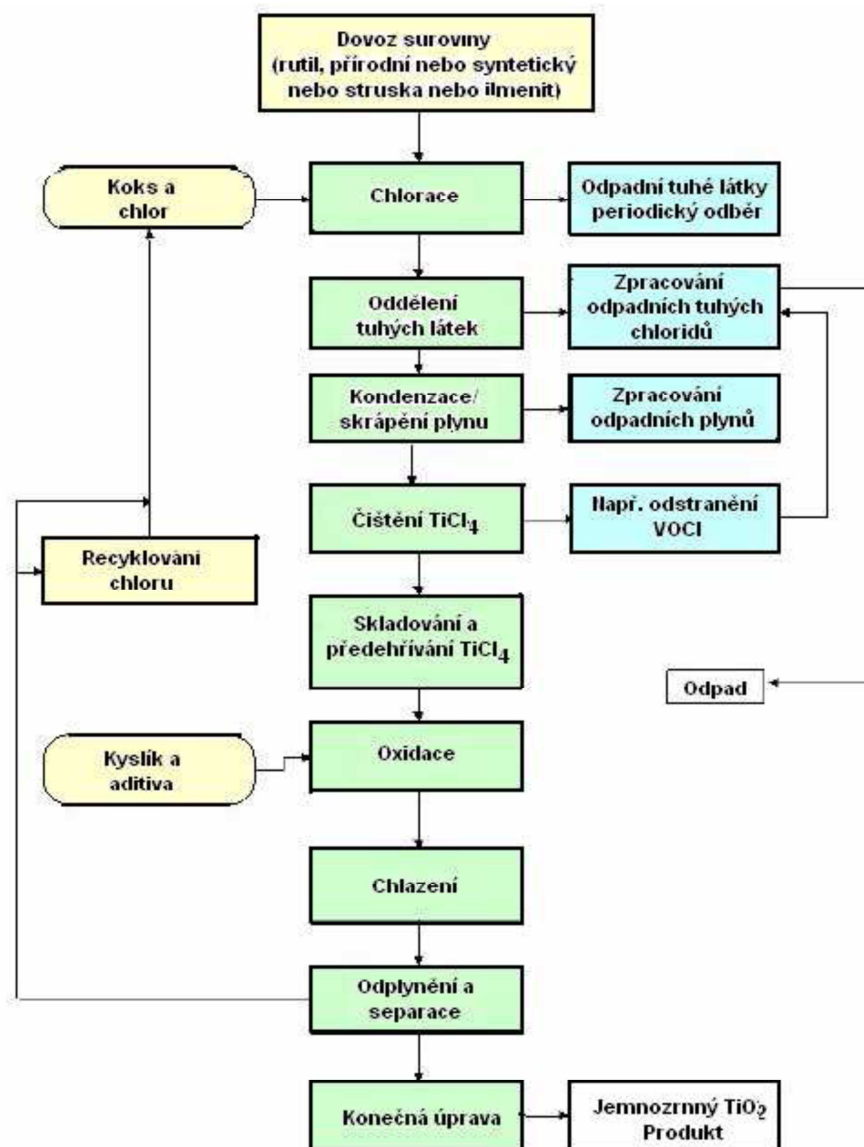 Dovoz suroviny
(rutil, přírodní nebo syntetický
nebo struska nebo ilmenit)
Koks a
chlor
Chlorace
Odpadní tuhé látky
periodický odběr
Oddělení
tuhých látek
Zpracování
odpadních tuhých
chloridů
Kondenzace/
skrápění plynu
Zpracování
odpadních plynů
Čištění TiCl4
Např. odstranění
VOCl
Recyklování
chloru
Skladování a
předehřívání TiCl4
Odpad
Kyslík a
aditiva
Oxidace
Chlazení
Odplynění a
separace
Konečná úprava
Jemnozrnný TiO2
Produkt